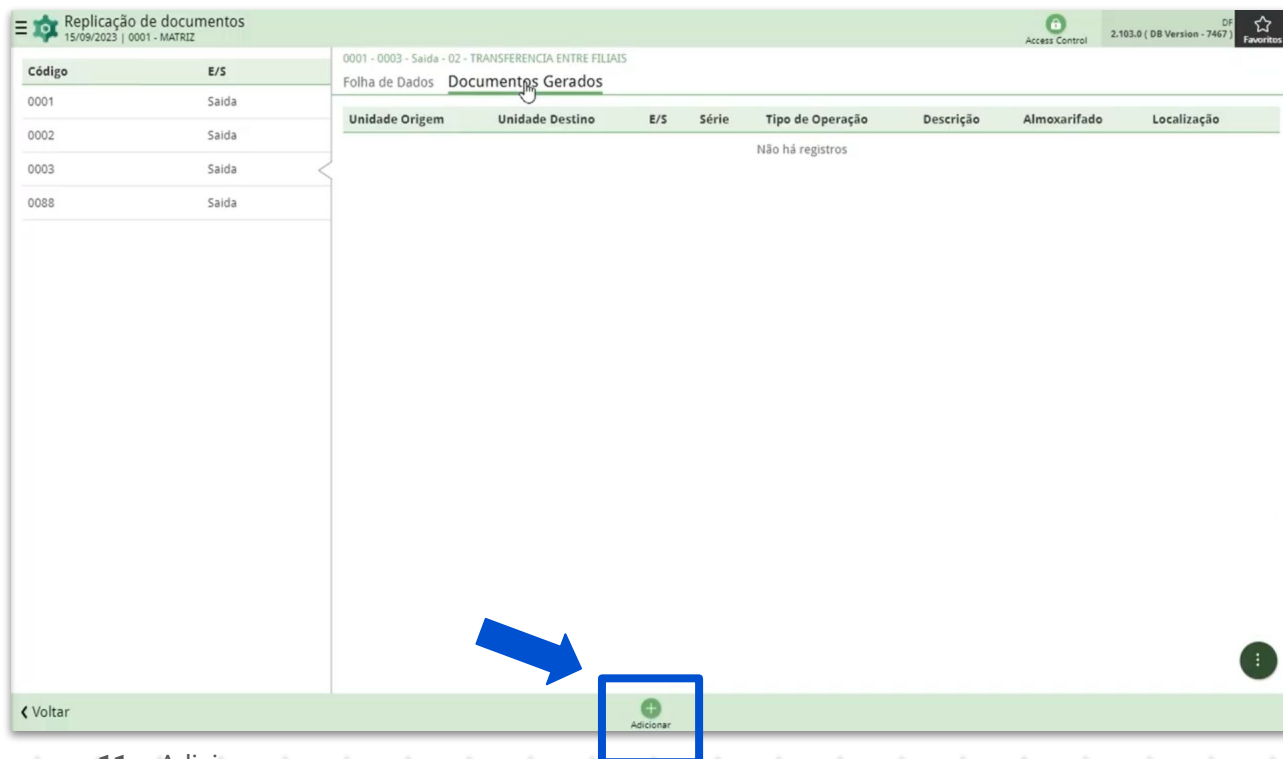 Replicação de documentos
15/09/2023 | 0001 - MATRIZ
Access Control
DF
2.103.0 ( DB Version - 7467 )
Favoritos
Código E/S
0001 Saida
0002 Saida
0003 Saida
0088 Saida
0001 - 0003 - Saida - 02 - TRANSFERENCIA ENTRE FILIAIS
Folha de Dados Documentos Gerados
Unidade Origem Unidade Destino E/S Série Tipo de Operação Descrição Almoxarifado Localização
Não há registros
Voltar
Adicionar